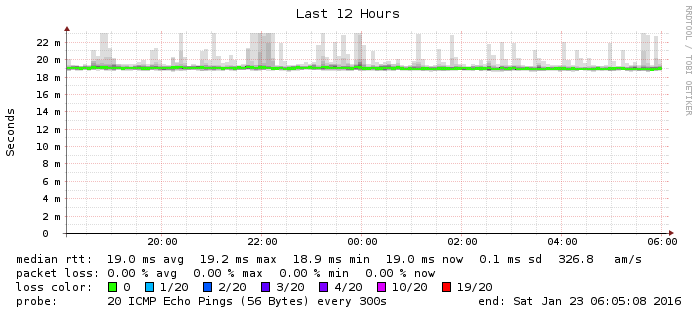 Last 12 Hours
RRDTOOL / TOBI OETIKER
Seconds
22 m
20 m
18 m
16 m
14 m
12 m
10 m
8 m
6 m
4 m
2 m
0
20:00 22:00 00:00 02:00 04:00 06:00
median rtt: 19.0 ms avg 19.2 ms max 18.9 ms min 19.0 ms now 0.1 ms sd 326.8 am/s
packet loss: 0.00 % avg 0.00 % max 0.00 % min 0.00 % now
loss color: 0 1/20 2/20 3/20 4/20 10/20 19/20
probe: 20 ICMP Echo Pings (56 Bytes) every 300s end: Sat Jan 23 06:05:08 2016